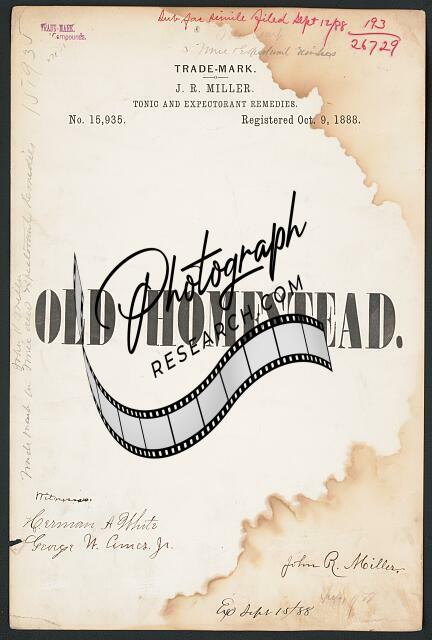 Sub fac simile filed Sept 12/88
193
26729
TRADE-MARK.
Compounds.
TRADE-MARK.
J. R. MILLER.
TONIC AND EXPECTORANT REMEDIES.
No. 15,935.
Registered Oct. 9, 1888.
Photograph
RESEARCH.COM
OLD HOMESTEAD.
Witnesses.
Herman A White
George W. Ames. Jr.
John R. Miller.
Exp Sept 15/88